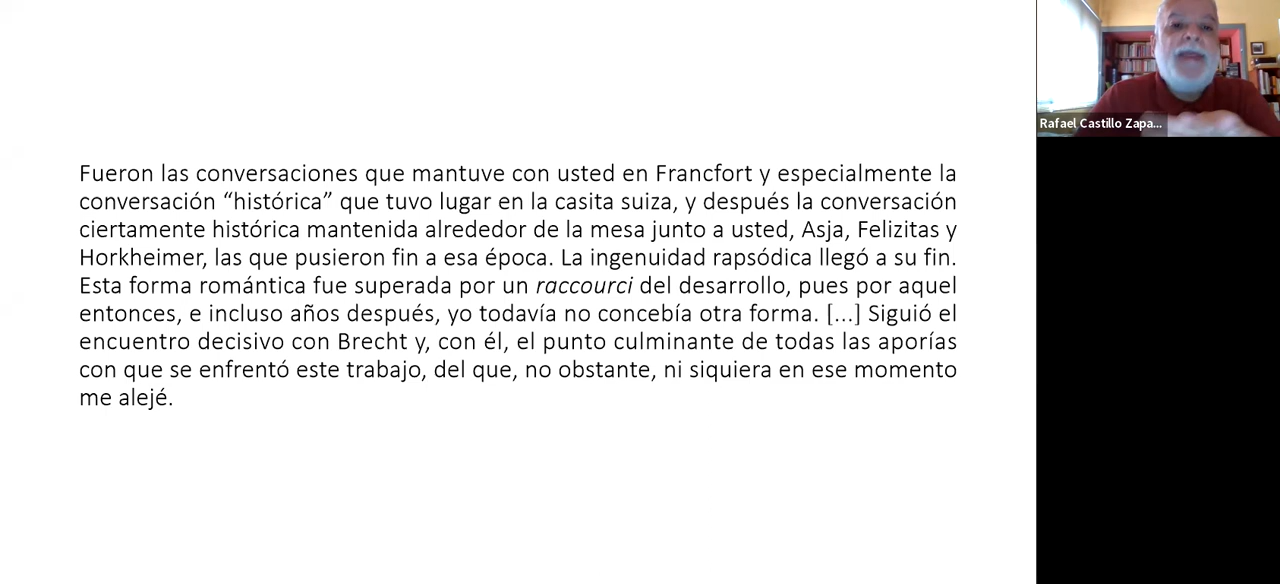 Fueron las conversaciones que mantuve con usted en Francfort y especialmente la
conversación “histórica” que tuvo lugar en la casita suiza, y después la conversación
ciertamente histórica mantenida alrededor de la mesa junto a usted, Asja, Felizitas y
Horkheimer, las que pusieron fin a esa época. La ingenuidad rapsódica llegó a su fin.
Esta forma romántica fue superada por un raccourci del desarrollo, pues por aquel
entonces, e incluso años después, yo todavía no concebía otra forma. [...] Siguió el
encuentro decisivo con Brecht y, con él, el punto culminante de todas las aporías
con que se enfrentó este trabajo, del que, no obstante, ni siquiera en ese momento
me alejé.
Rafael Castillo Zapa...